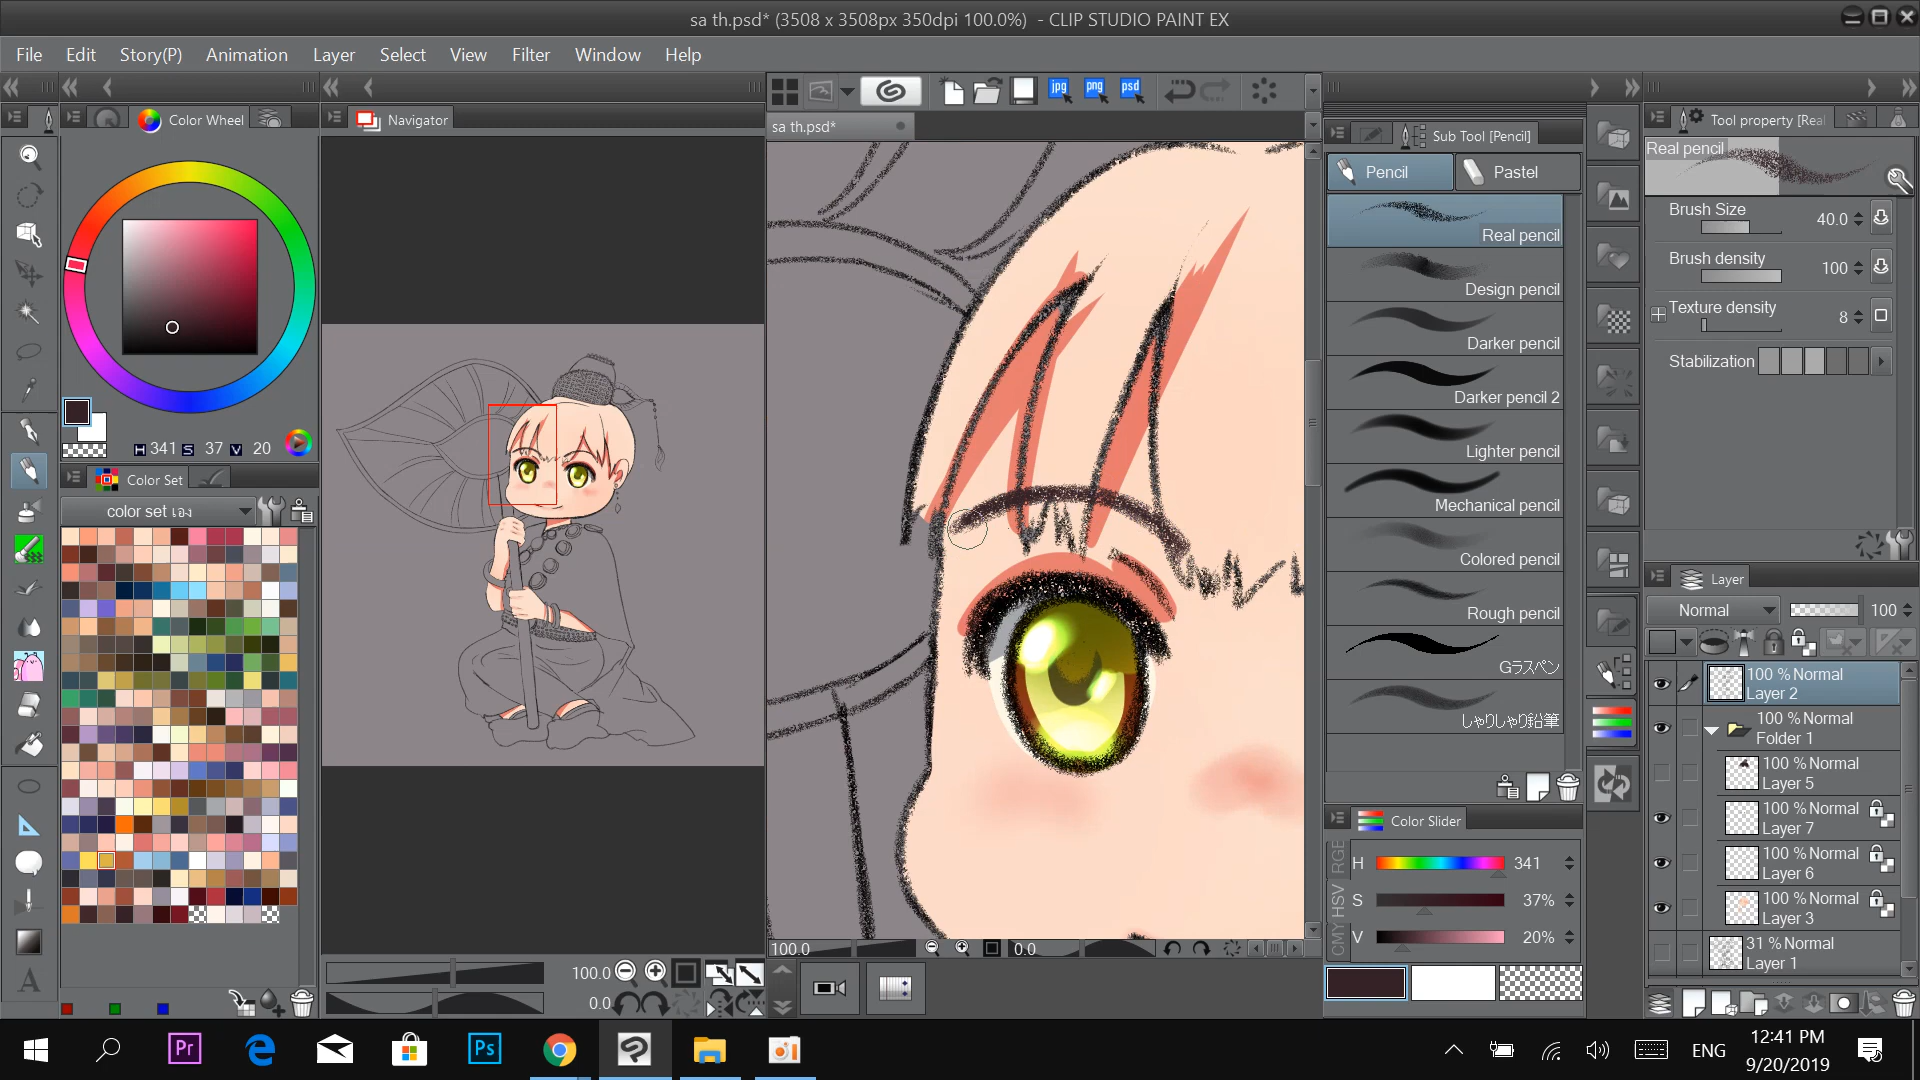 sa th.psd* (3508 x 3508px 350dpi 100.0%) - CLIP STUDIO PAINT EX
File Edit Story(P) Animation Layer Select View Filter Window Help
Color Wheel
Navigator
jpg png psd
sa th.psd*
Sub Tool [Pencil]
Tool property [Real
Pencil
Pastel
Real pencil
Design pencil
Darker pencil
Darker pencil 2
Lighter pencil
Mechanical pencil
Colored pencil
Rough pencil
Gラスペン
しゃりしゃり鉛筆
Real pencil
Brush Size 40.0
Brush density 100
Texture density 8
Stabilization
H 341 S 37 V 20
Color Set
color set เอง
Layer
Normal 100
100 % Normal
Layer 2
100 % Normal
Folder 1
100 % Normal
Layer 5
100 % Normal
Layer 7
100 % Normal
Layer 6
100 % Normal
Layer 3
31 % Normal
Layer 1
Color Slider
RGB
HSV
CMY
H 341
S 37%
V 20%
100.0
0.0
100.0
0.0
A
Pr
Ps
ENG
12:41 PM
9/20/2019